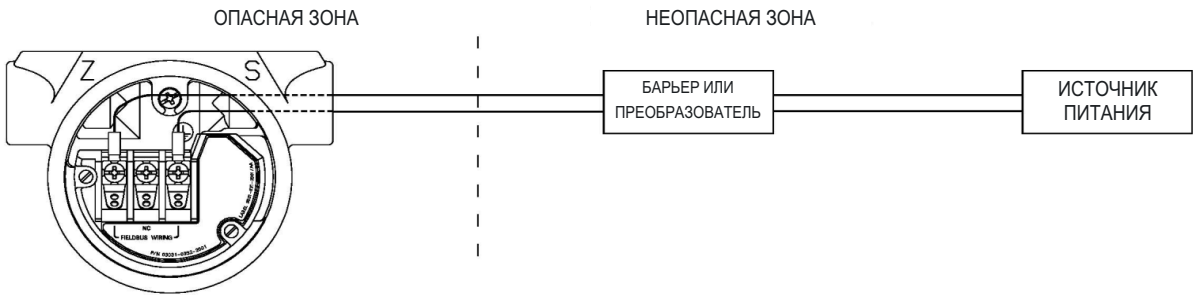 ОПАСНАЯ ЗОНА
НЕОПАСНАЯ ЗОНА
Z
S
БАРЬЕР ИЛИ
ПРЕОБРАЗОВАТЕЛЬ
ИСТОЧНИК
ПИТАНИЯ
NC
FIELDBUS WIRING